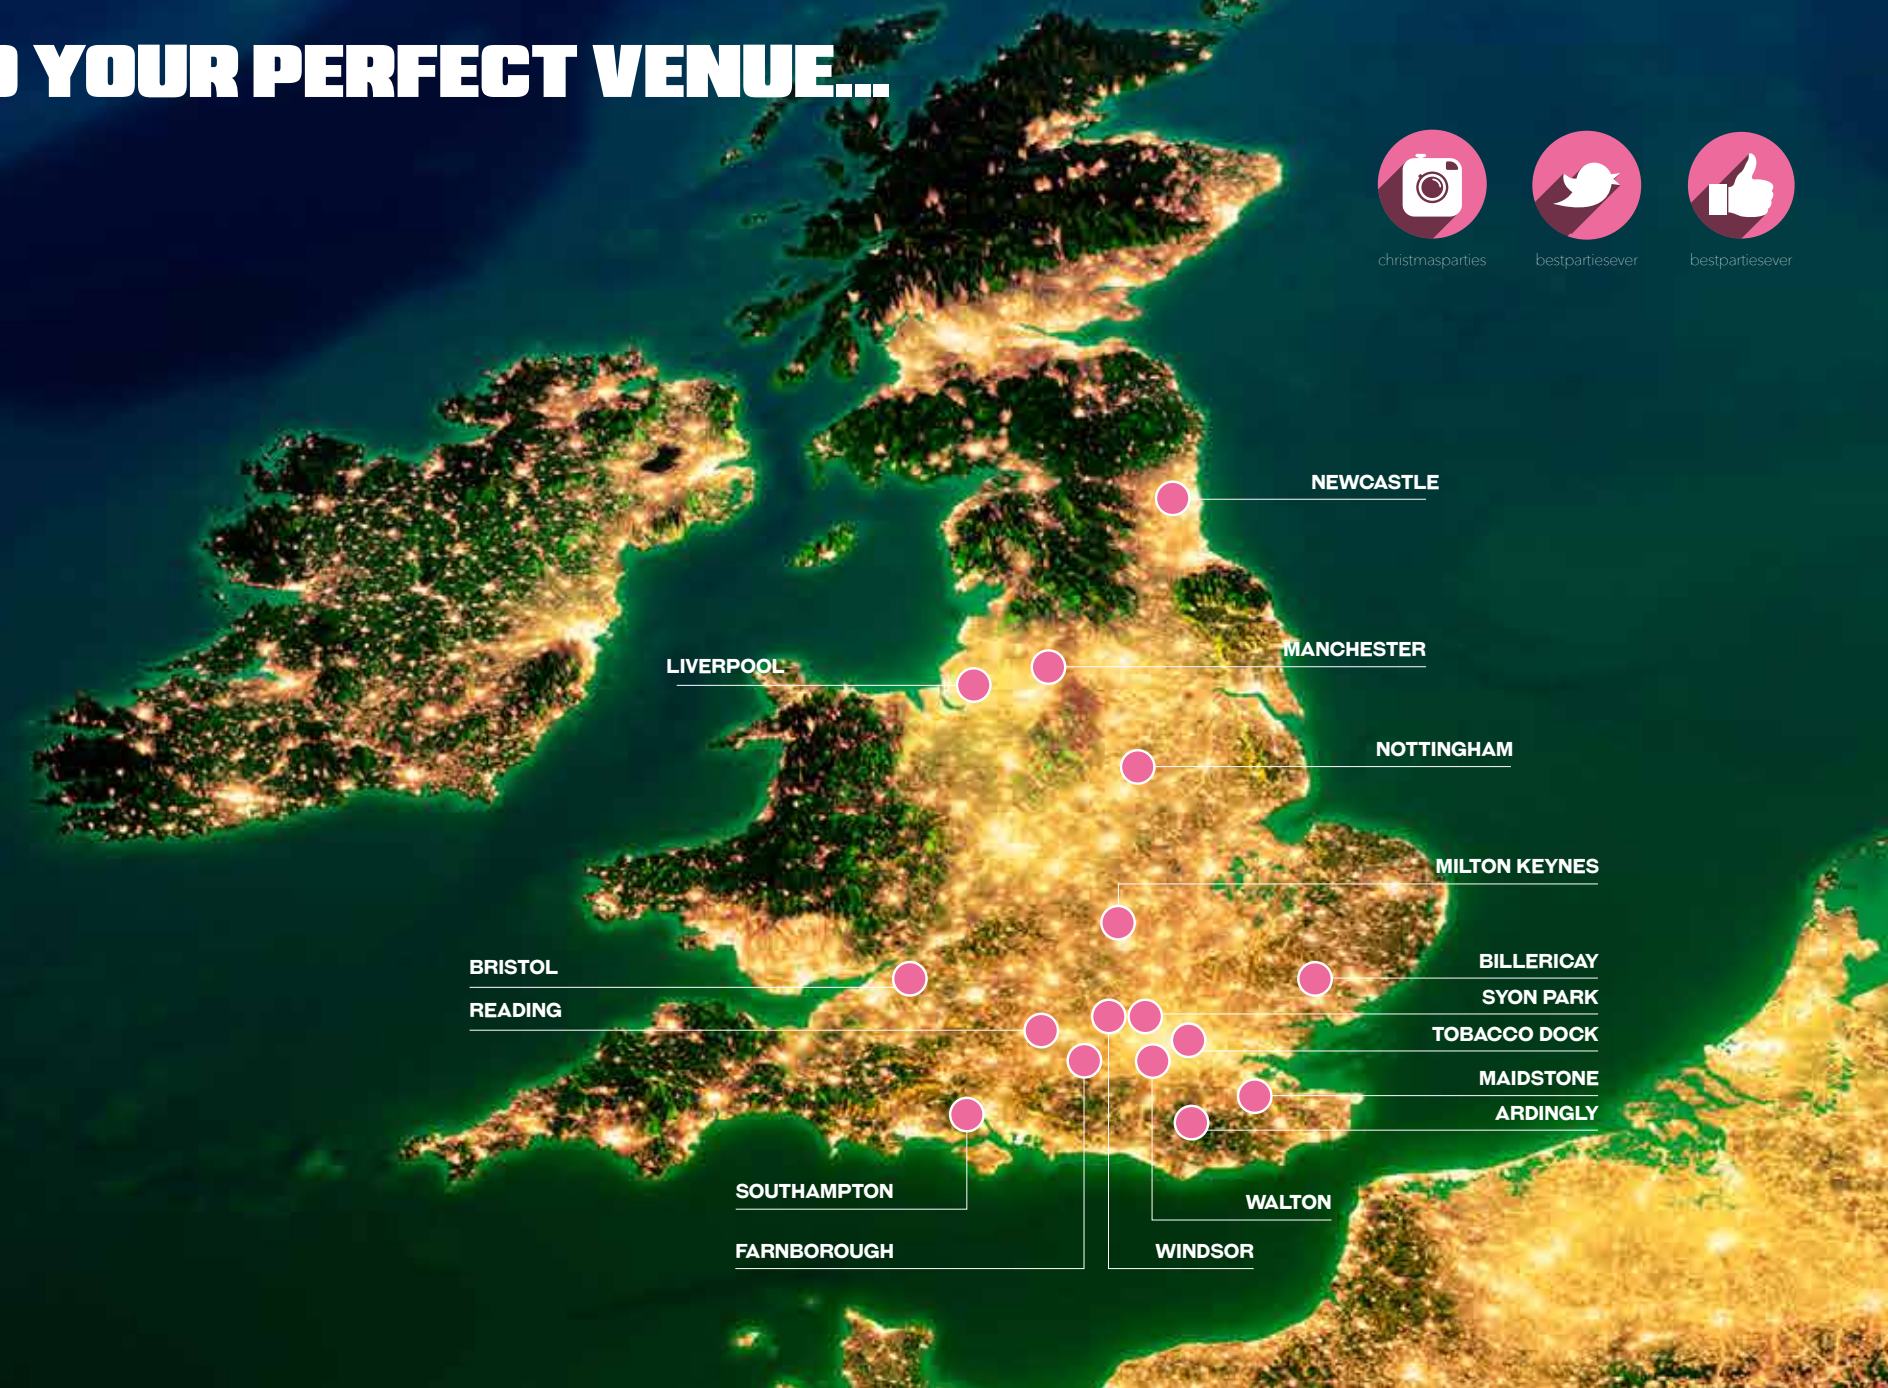 YOUR PERFECT VENUE...
christmasparties
bestpartiesever
bestpartiesever
NEWCASTLE
MANCHESTER
LIVERPOOL
NOTTINGHAM
MILTON KEYNES
BRISTOL
BILLERICAY
READING
SYON PARK
TOBACCO DOCK
MAIDSTONE
ARDINGLY
SOUTHAMPTON
WALTON
FARNBOROUGH
WINDSOR